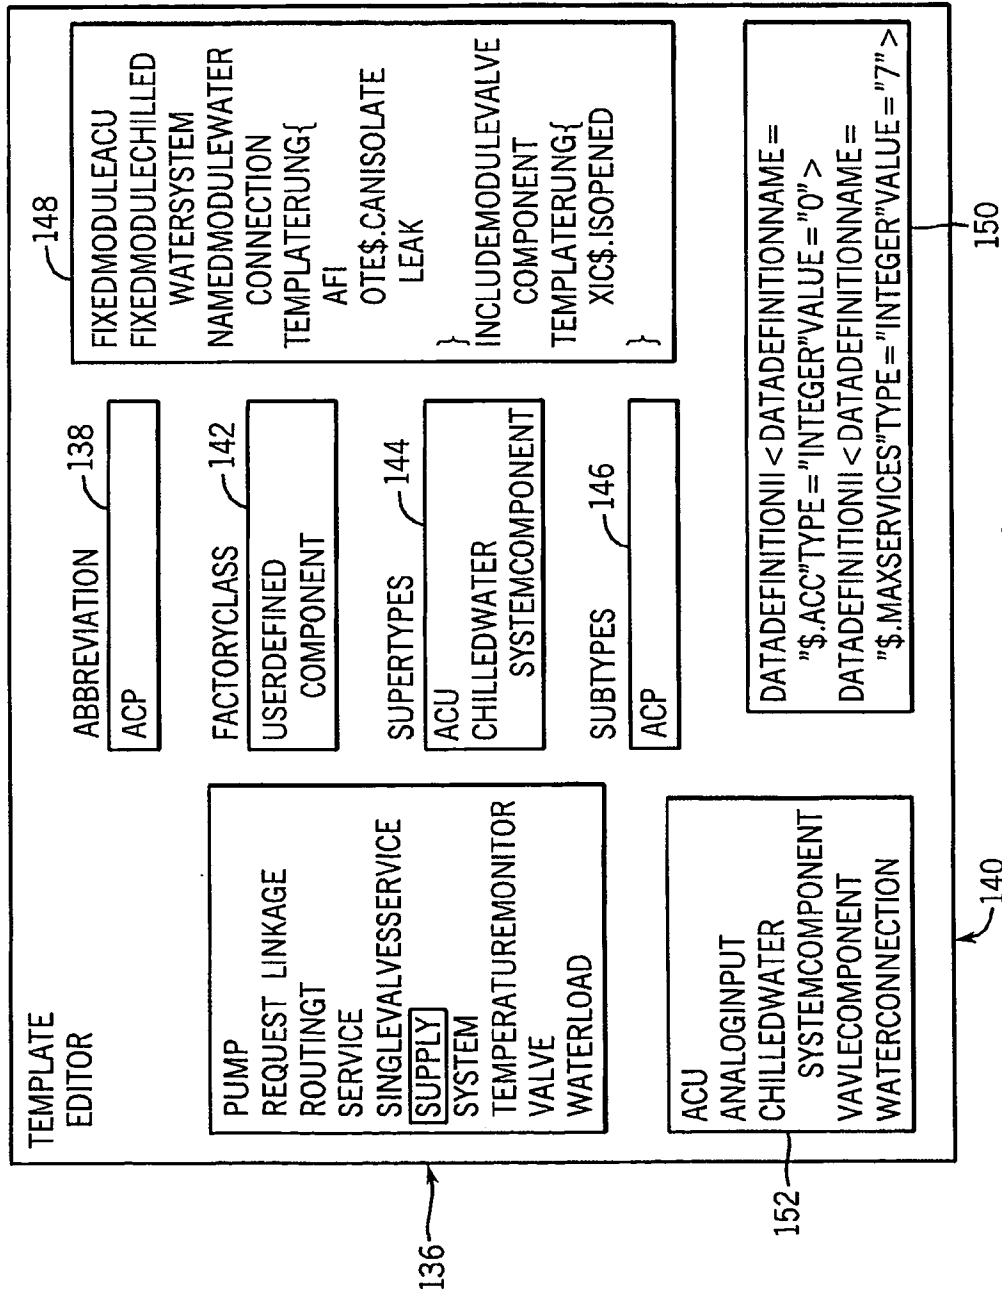 TEMPLATE
EDITOR
136
PUMP
REQUEST LINKAGE
ROUTINGT
SERVICE
SINGLEVALVESSERVICE
SUPPLY
SYSTEM
TEMPERATUREMONITOR
VALVE
WATERLOAD
152
ACU
ANALOGINPUT
CHILLEDWATER
SYSTEMCOMPONENT
VAVLECOMPONENT
WATERCONNECTION
140
ABBREVIATION
138
ACP
FACTORYCLASS
142
USERDEFINED
COMPONENT
SUPERTYPES
144
ACU
CHILLEDWATER
SYSTEMCOMPONENT
SUBTYPES
146
ACP
148
FIXEDMODULEACU
FIXEDMODULECHILLED
WATERSYSTEM
NAMEDMODULEWATER
CONNECTION
TEMPLATERUNG{
AFI
OTE$.CANISOLATE
LEAK
}
INCLUDEMODULEVALVE
COMPONENT
TEMPLATERUNG{
XIC$.ISOPENED
}
DATADEFINITIONII<DATADEFINITIONNAME=
"$.ACC"TYPE="INTEGER"VALUE="0">
DATADEFINITIONII<DATADEFINITIONNAME=
"$.MAXSERVICES"TYPE="INTEGER"VALUE="7">
150